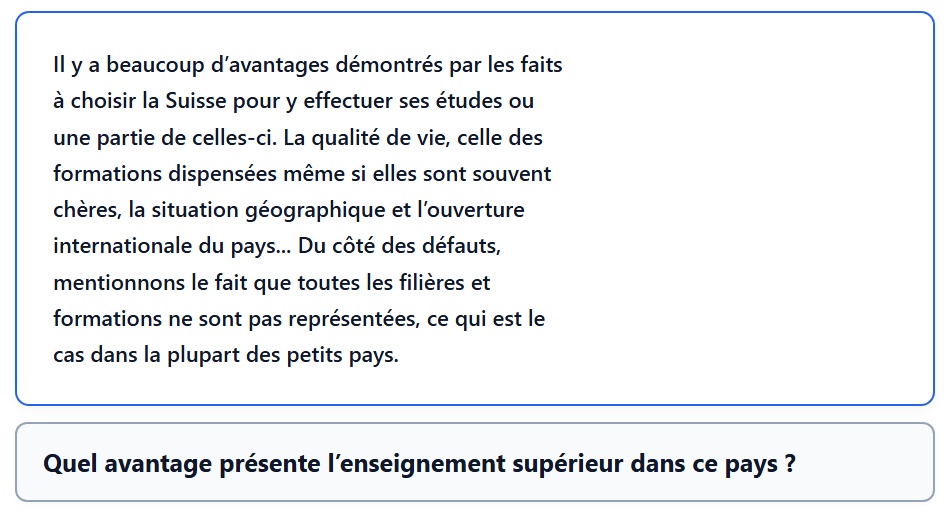 Il y a beaucoup d’avantages démontrés par les faits
à choisir la Suisse pour y effectuer ses études ou
une partie de celles-ci. La qualité de vie, celle des
formations dispensées même si elles sont souvent
chères, la situation géographique et l’ouverture
internationale du pays... Du côté des défauts,
mentionnons le fait que toutes les filières et
formations ne sont pas représentées, ce qui est le
cas dans la plupart des petits pays.
Quel avantage présente l’enseignement supérieur dans ce pays ?